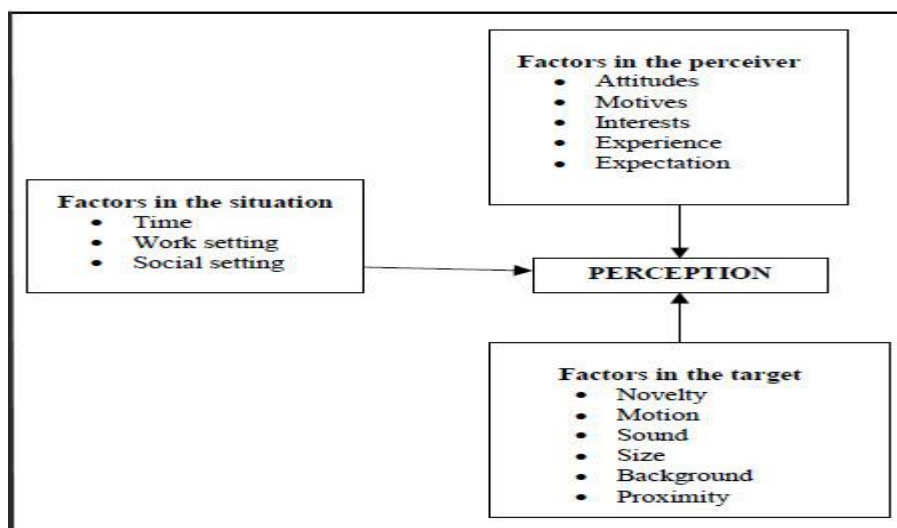 Factors in the perceiver
• Attitudes
• Motives
• Interests
• Experience
• Expectation
Factors in the situation
• Time
• Work setting
• Social setting
PERCEPTION
Factors in the target
• Novelty
• Motion
• Sound
• Size
• Background
• Proximity